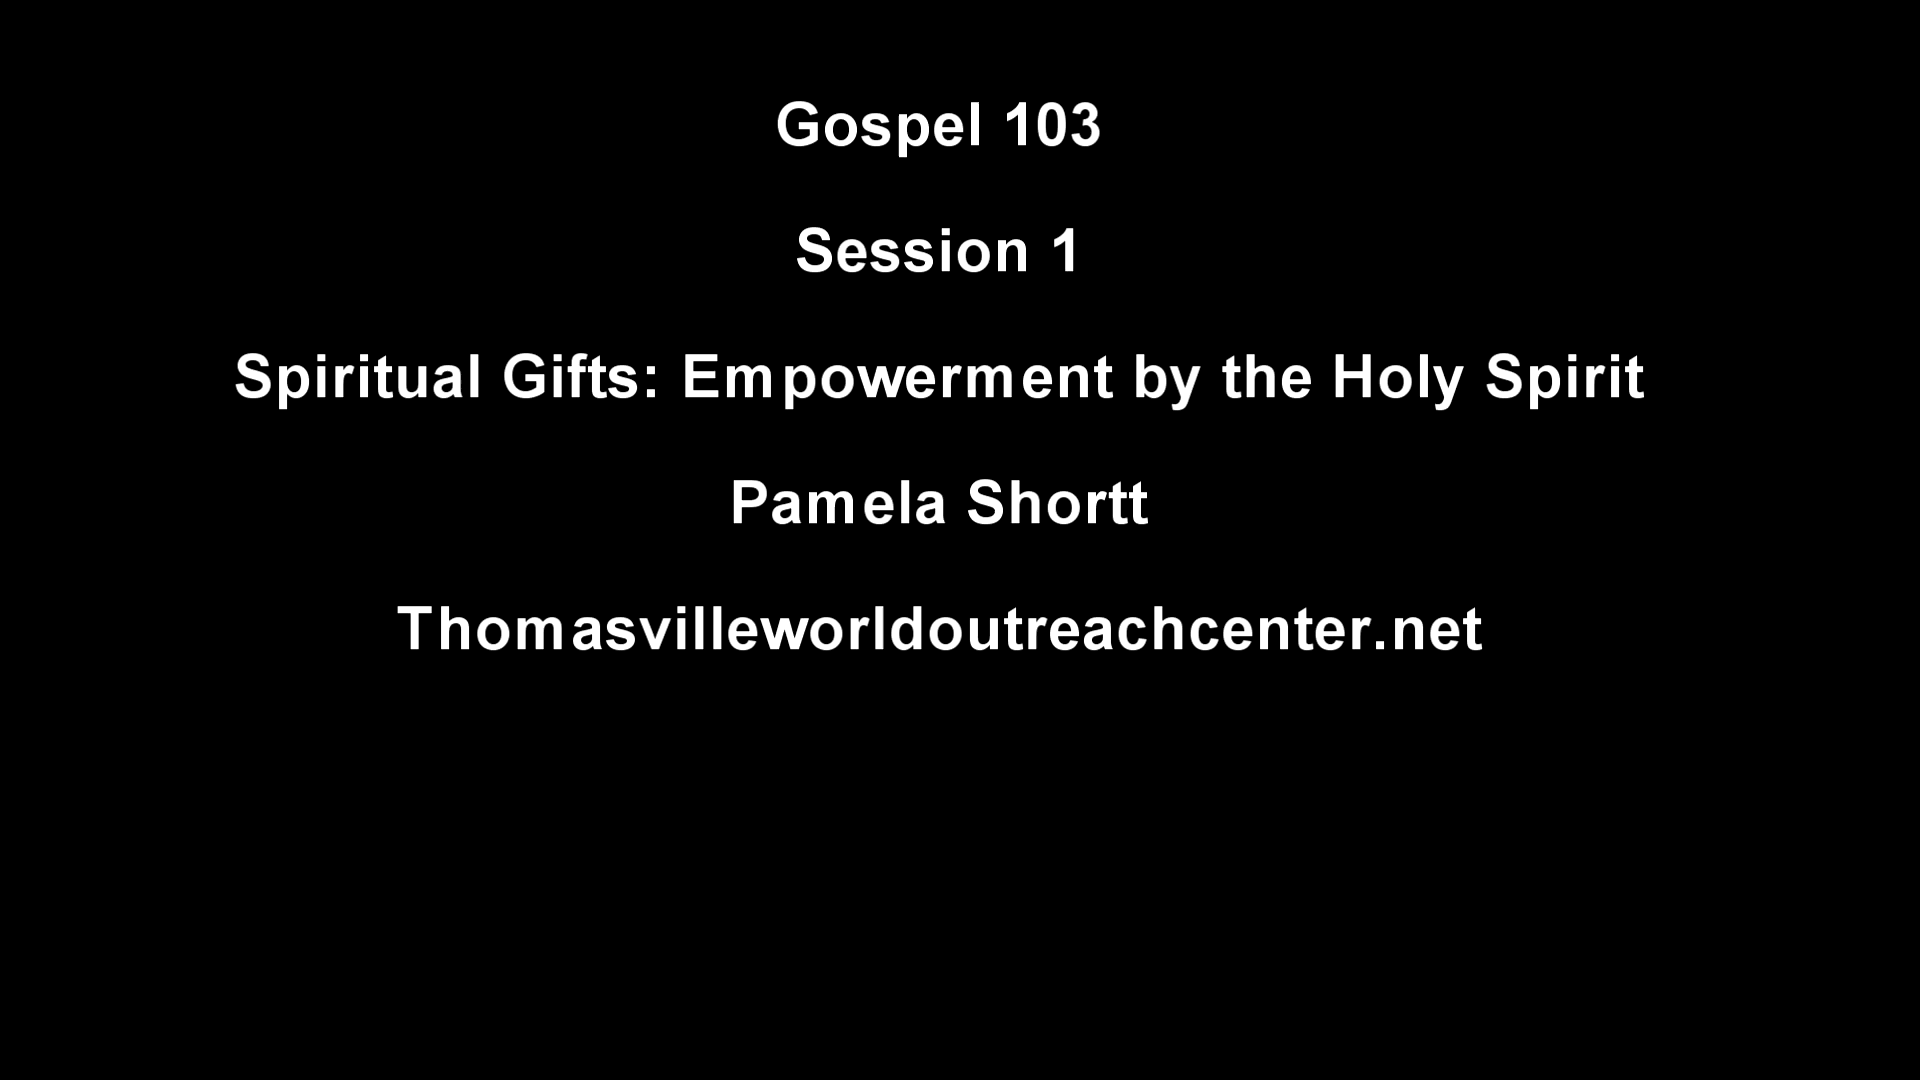 Gospel 103
Session 1
Spiritual Gifts: Empowerment by the Holy Spirit
Pamela Shortt
Thomasvilleworldoutreachcenter.net